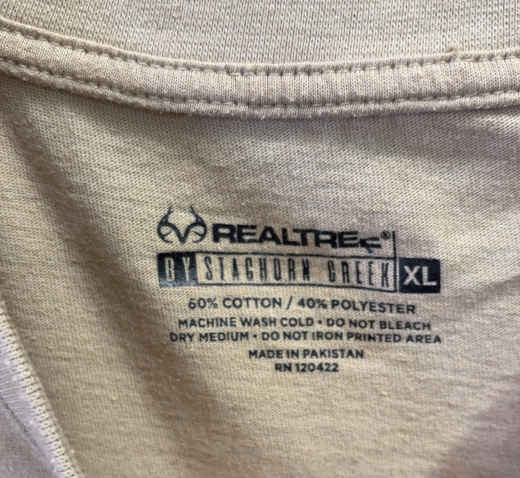 REALTREE®
BY STAGHORN CREEK XL
60% COTTON / 40% POLYESTER
MACHINE WASH COLD • DO NOT BLEACH
DRY MEDIUM • DO NOT IRON PRINTED AREA
MADE IN PAKISTAN
RN 120422